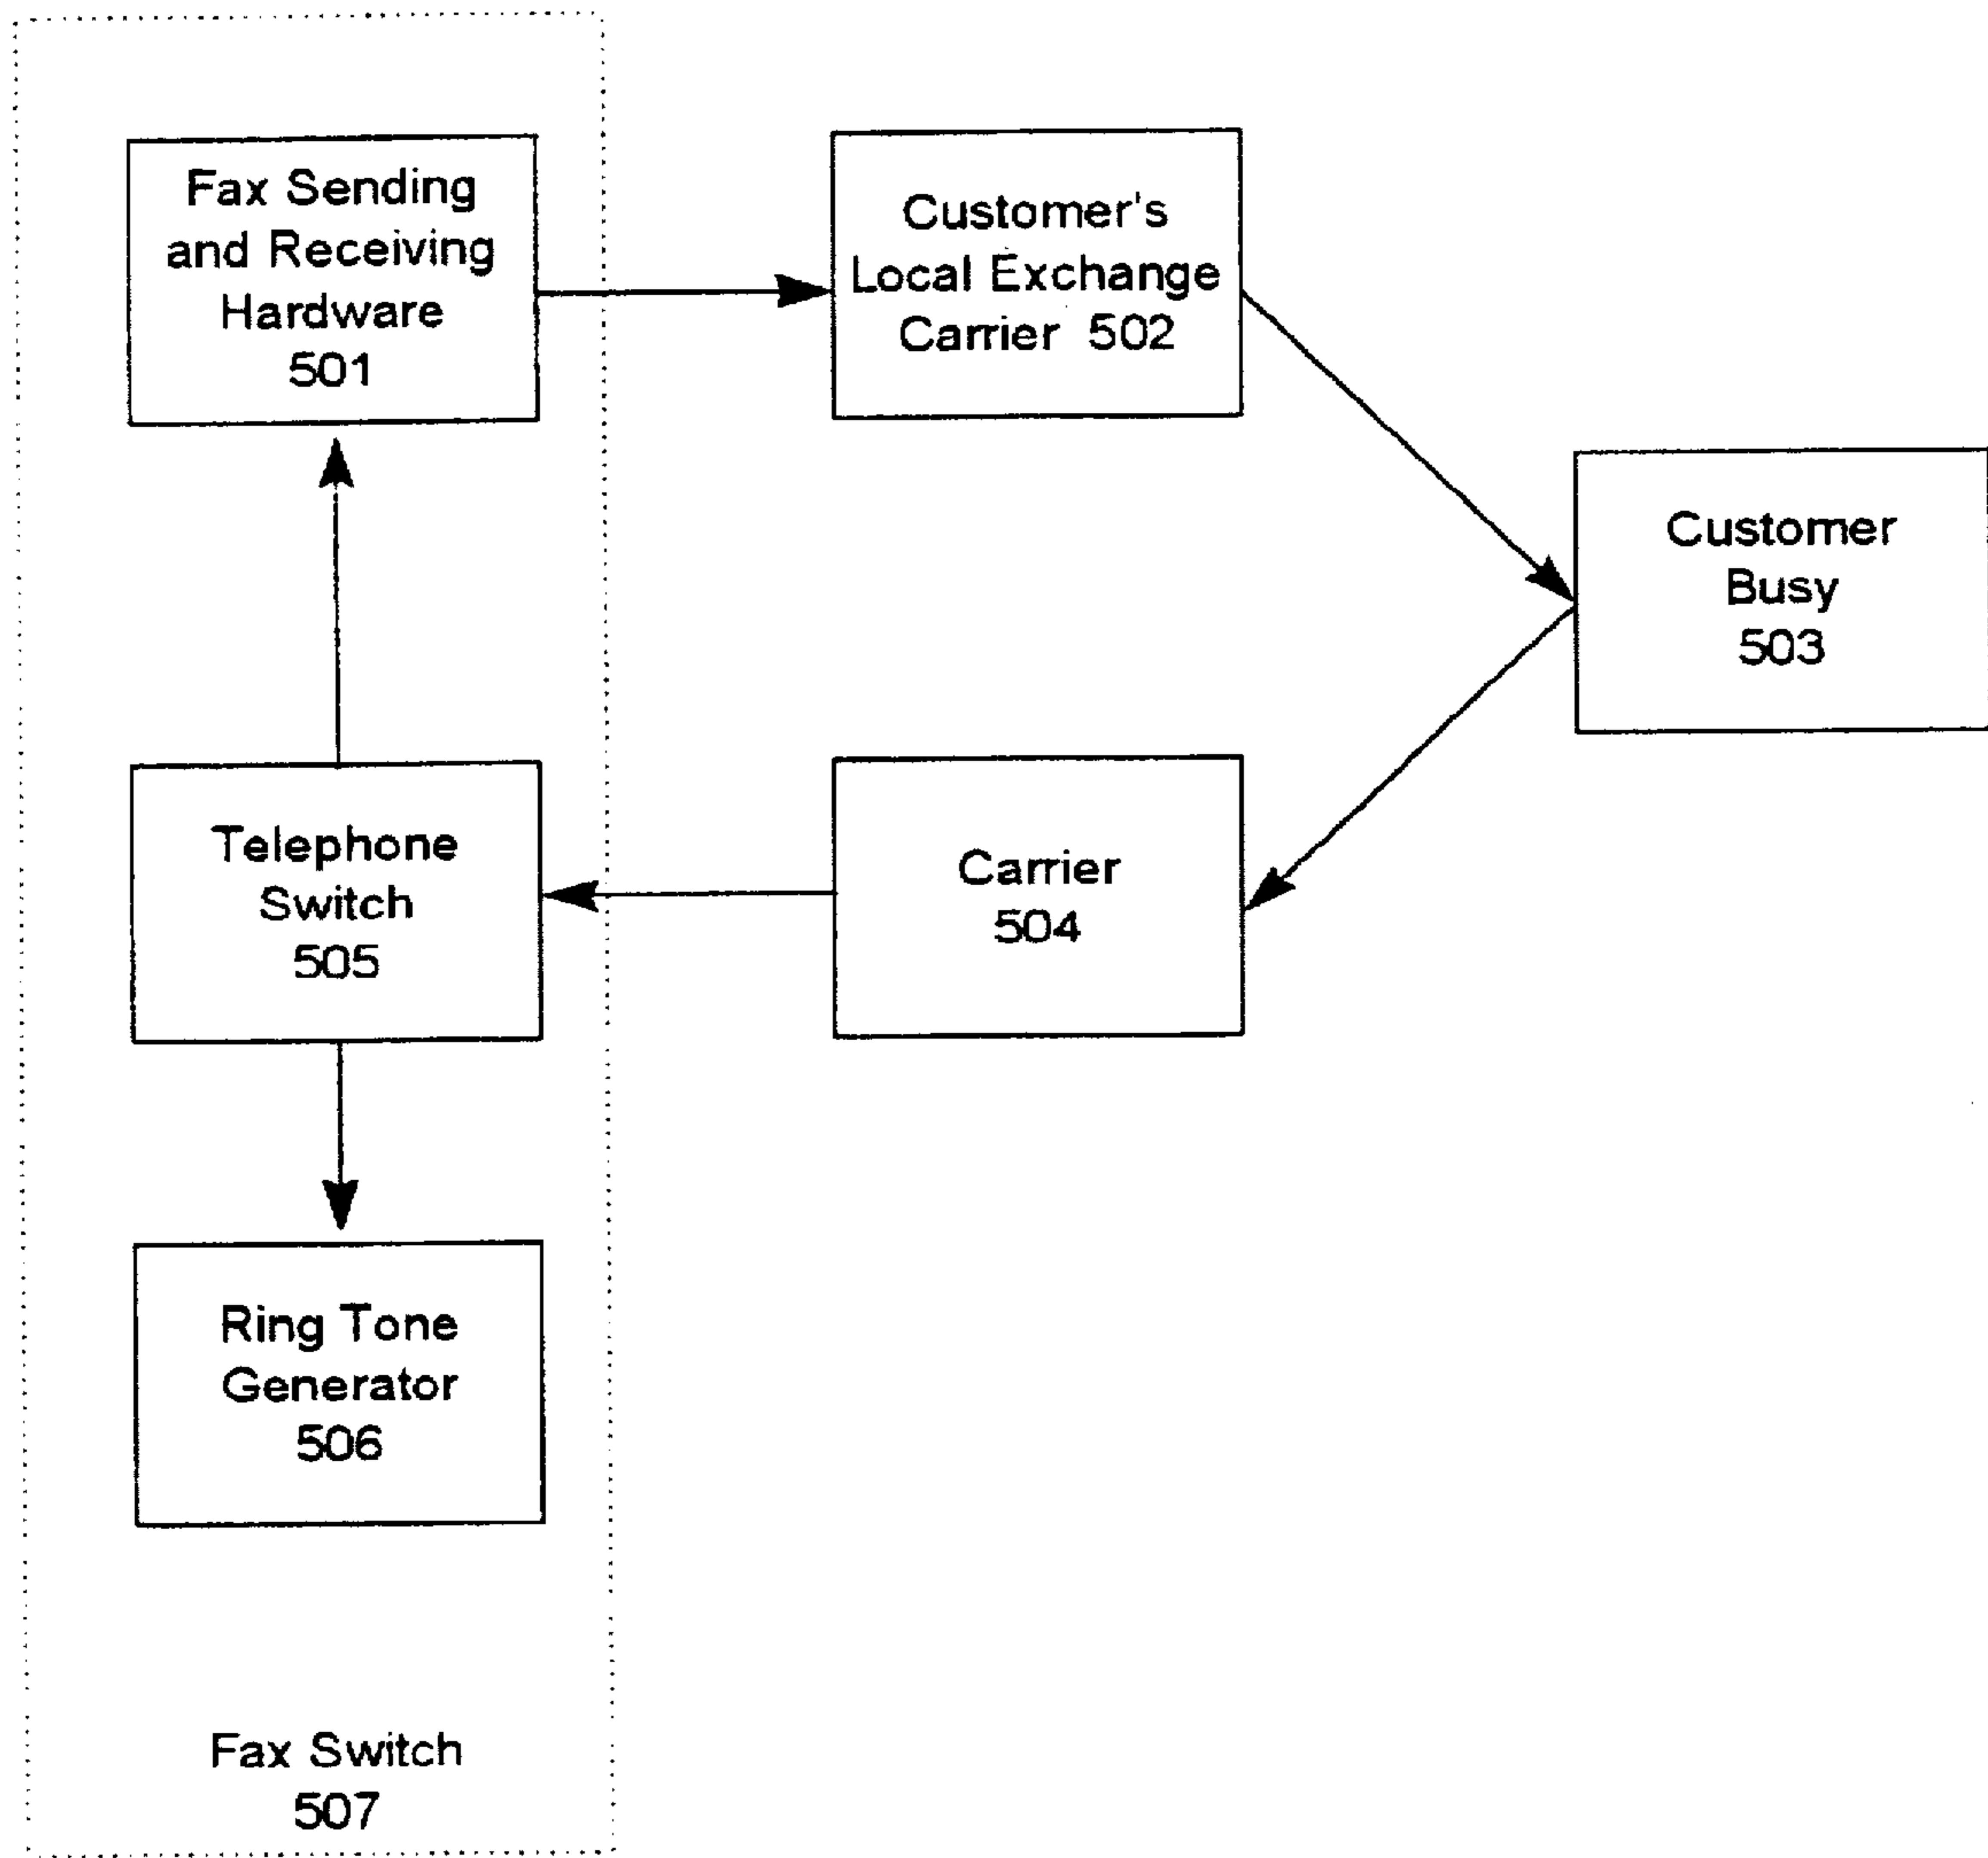 Fax Sending
and Receiving
Hardware
501
Customer's
Local Exchange
Carrier 502
Customer
Busy
503
Telephone
Switch
505
Carrier
504
Ring Tone
Generator
506
Fax Switch
507